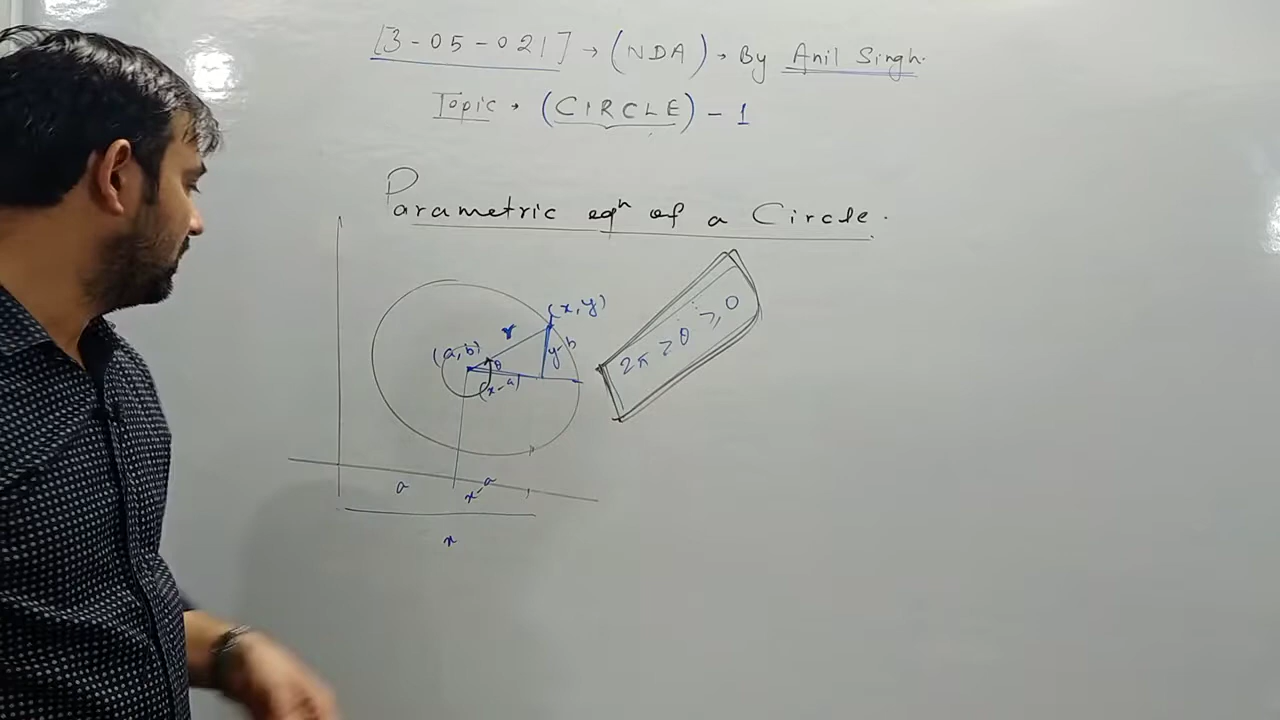 [3-05-021] → (NDA) → By Anil Singh.
Topic → (CIRCLE) - 1
Parametric eqⁿ of a Circle.
(x, y)
r
(a, b)
θ
y-b
(x-a)
2π > θ ≥ 0
a
x-a
x